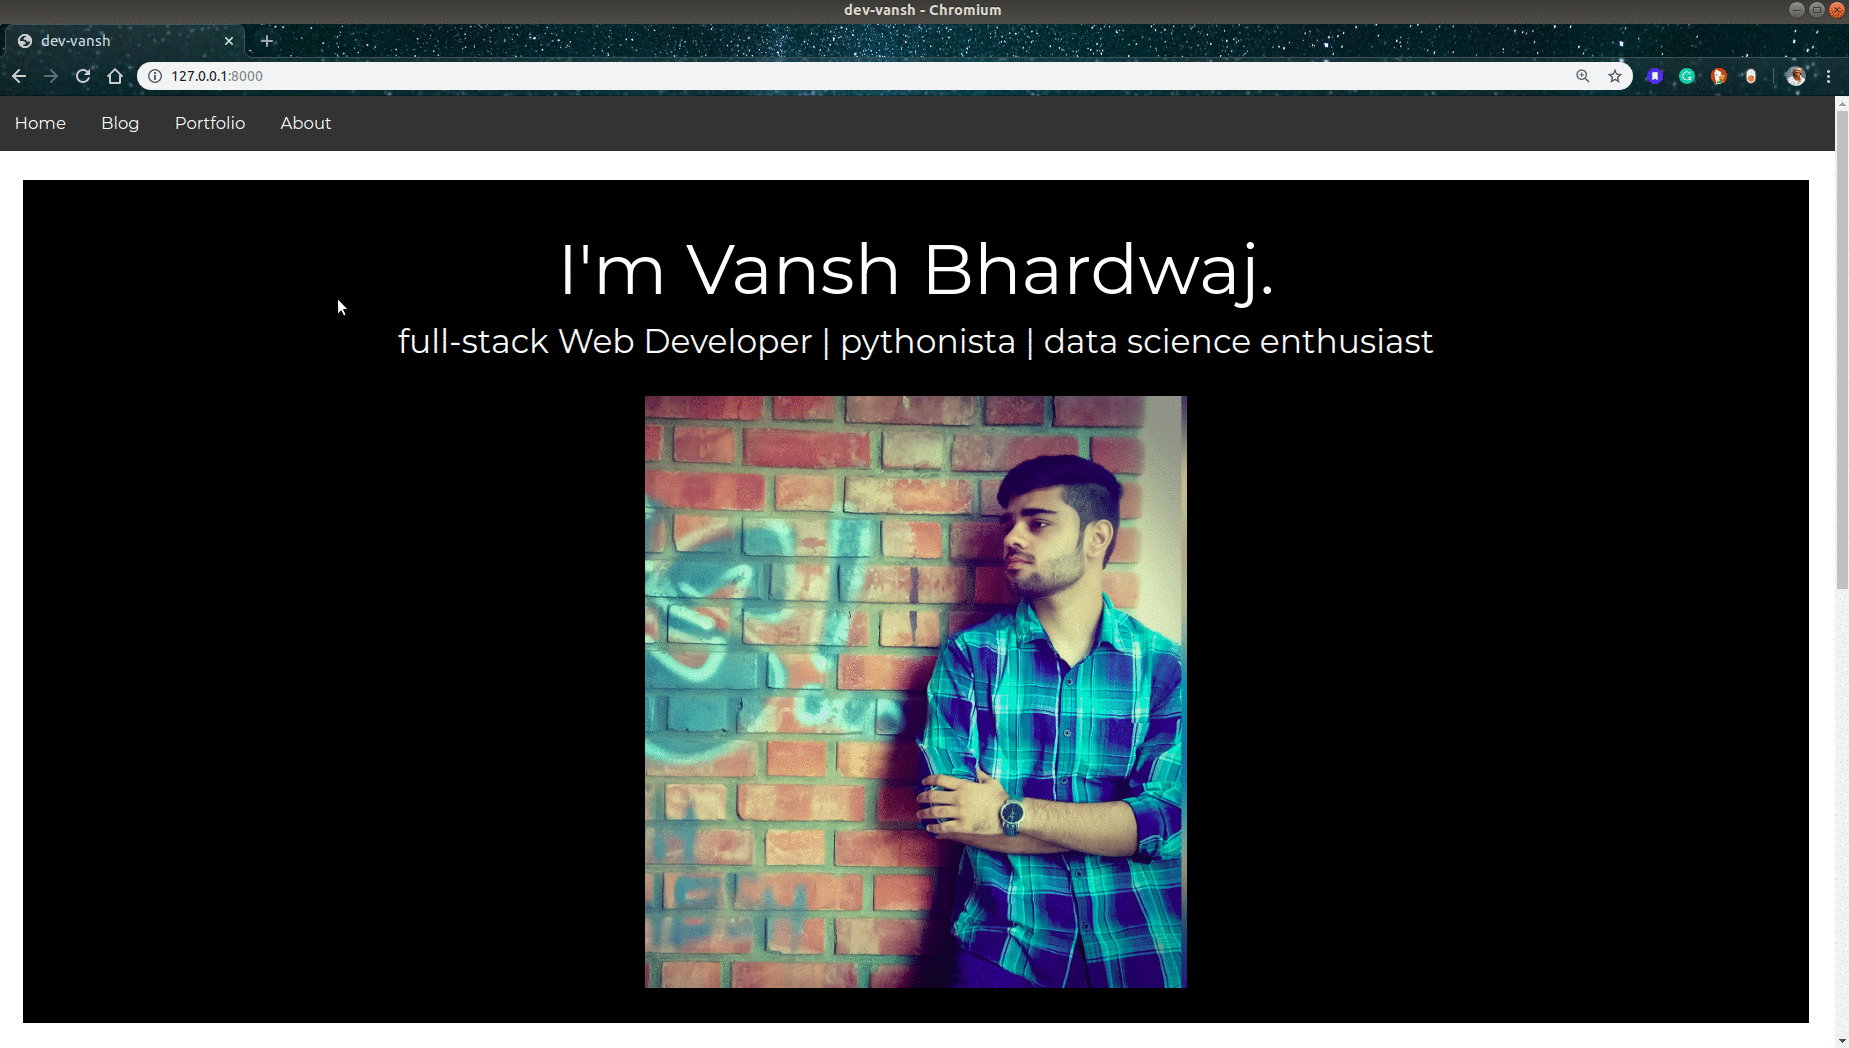 dev-vansh - Chromium
dev-vansh
127.0.0.1:8000
Home Blog Portfolio About
I'm Vansh Bhardwaj.
full-stack Web Developer | pythonista | data science enthusiast